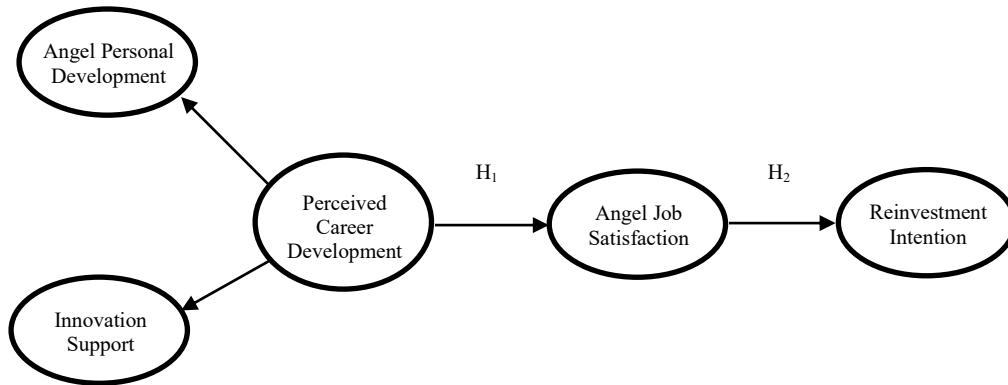 Angel Personal
Development
Perceived
Career
Development
H₁
Angel Job
Satisfaction
H₂
Reinvestment
Intention
Innovation
Support